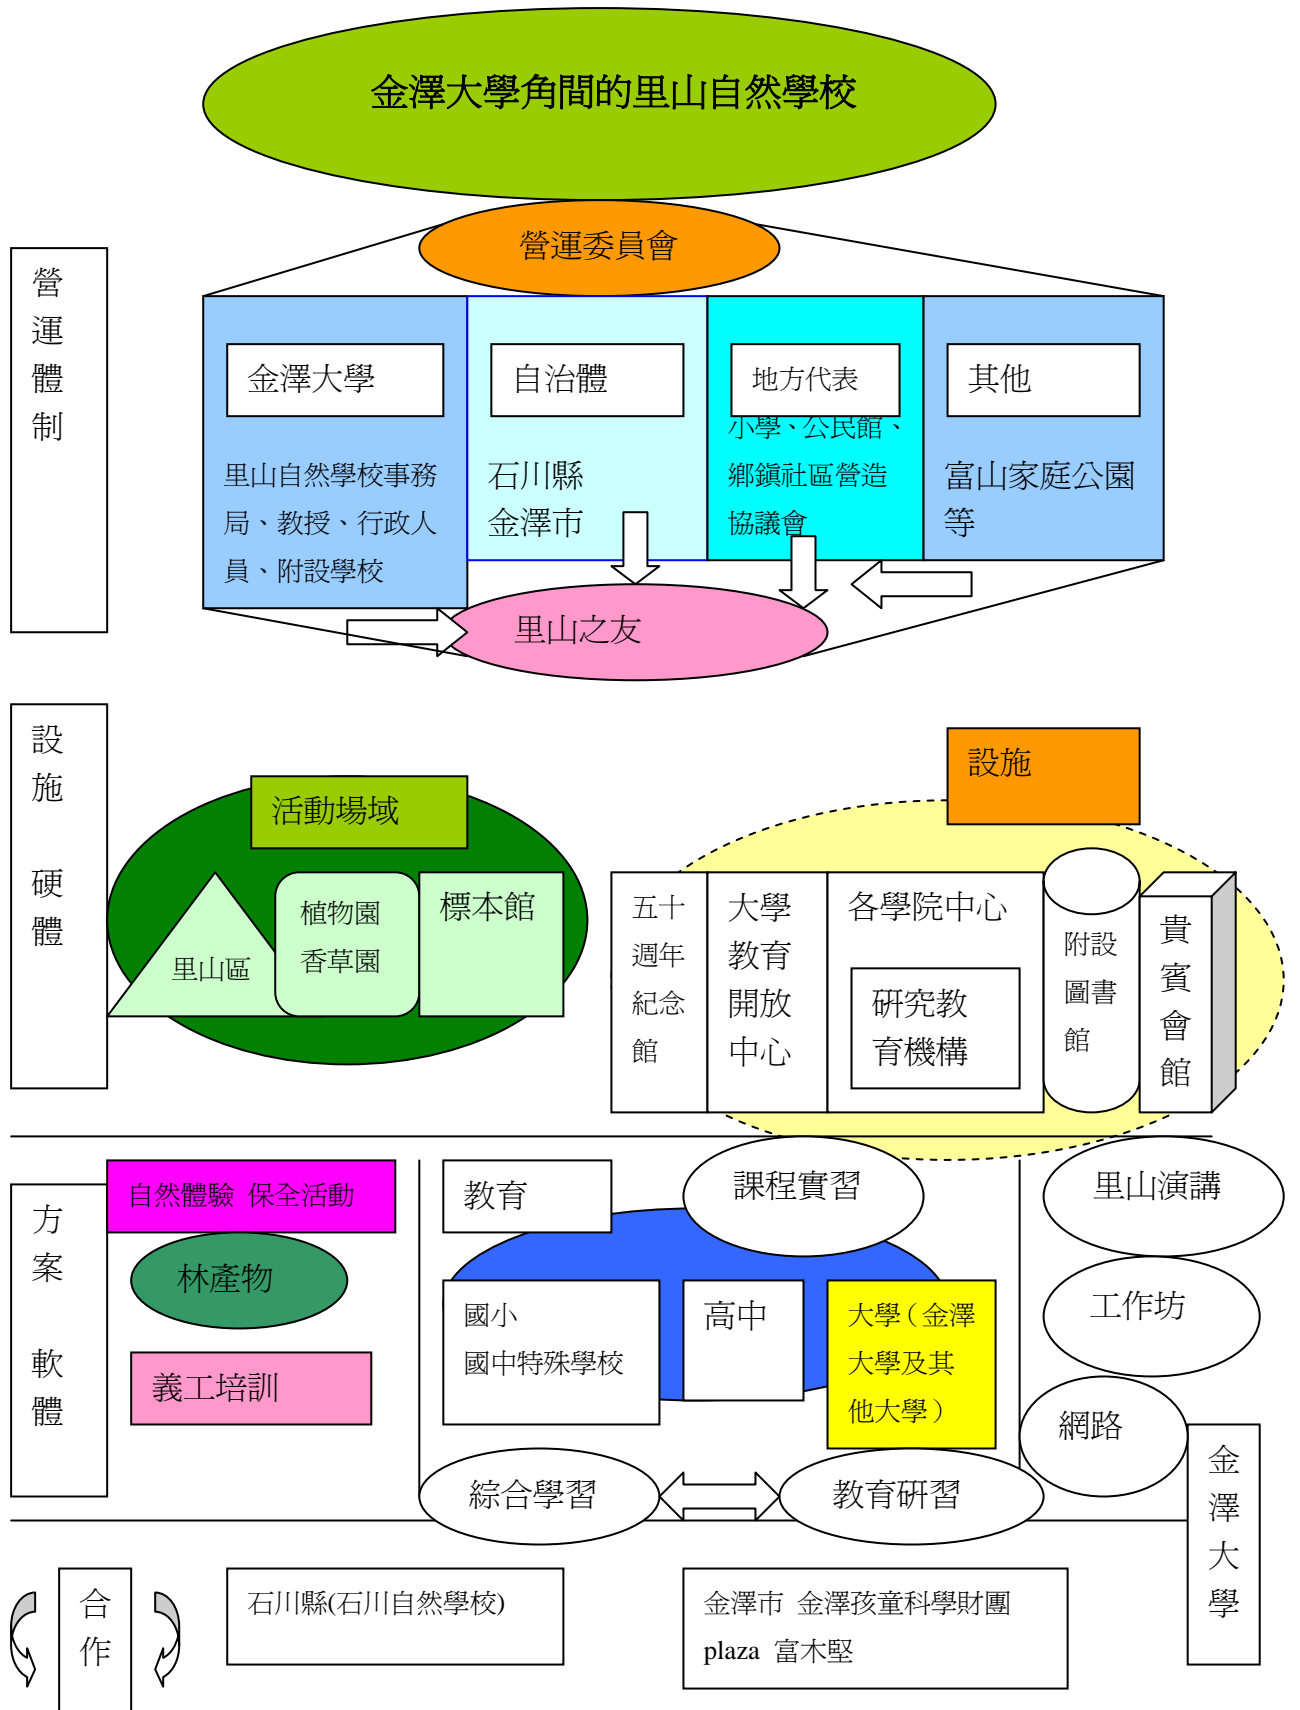 金澤大學角間的里山自然學校
營運委員會
營
運
體
制
金澤大學
里山自然學校事務
局、教授、行政人
員、附設學校
自治體
石川縣
金澤市
地方代表
小學、公民館、
鄉鎮社區營造
協議會
其他
富山家庭公園
等
里山之友
設
施
硬
體
活動場域
里山區
植物園
香草園
標本館
設施
五十
週年
紀念
館
大學
教育
開放
中心
各學院中心
研究教
育機構
附設
圖書
館
貴
賓
會
館
方
案
軟
體
自然體驗 保全活動
林產物
義工培訓
教育
課程實習
國小
國中特殊學校
高中
大學（金澤
大學及其
他大學）
綜合學習
教育研習
里山演講
工作坊
網路
金
澤
大
學
合
作
石川縣(石川自然學校)
金澤市 金澤孩童科學財團
plaza 富木堅